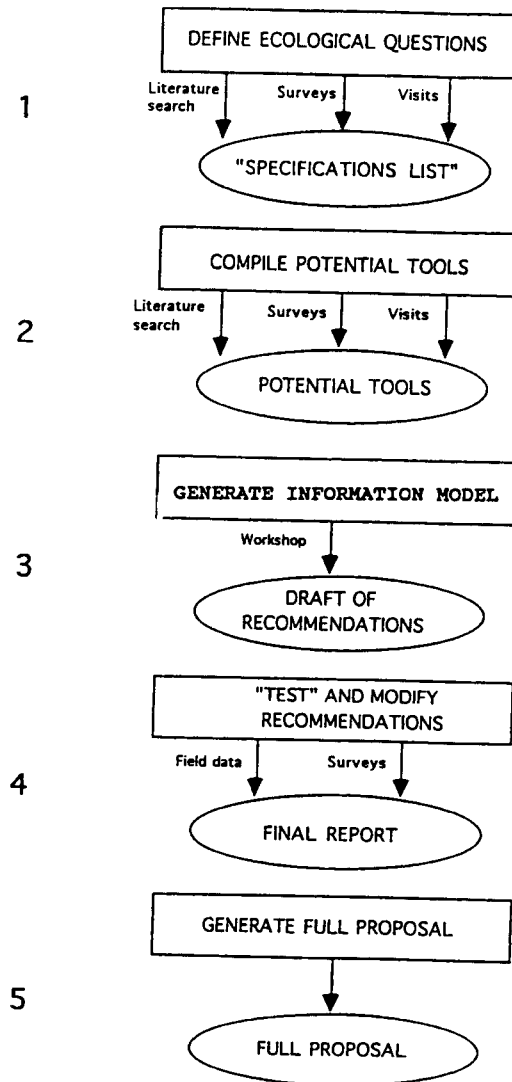 DEFINE ECOLOGICAL QUESTIONS
Literature
search
Surveys
Visits
1
"SPECIFICATIONS LIST"
COMPILE POTENTIAL TOOLS
Literature
search
Surveys
Visits
2
POTENTIAL TOOLS
GENERATE INFORMATION MODEL
Workshop
3
DRAFT OF
RECOMMENDATIONS
"TEST" AND MODIFY
RECOMMENDATIONS
Field data
Surveys
4
FINAL REPORT
GENERATE FULL PROPOSAL
5
FULL PROPOSAL